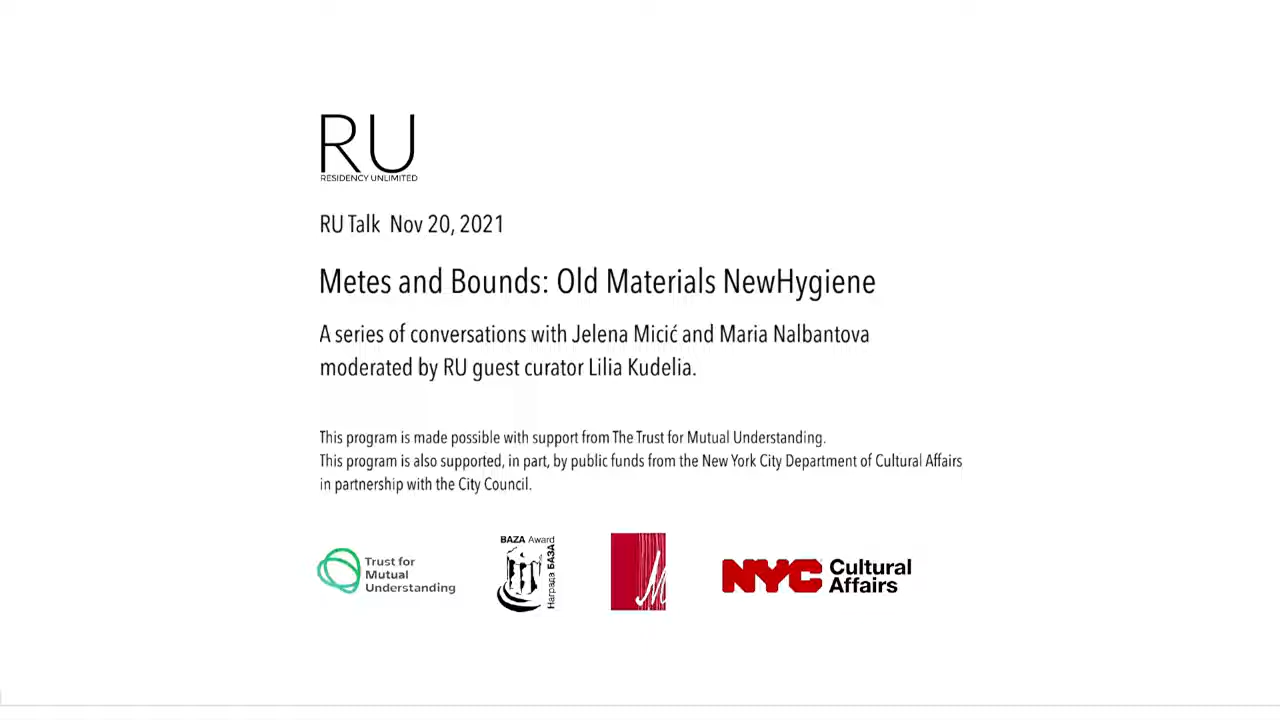 RU
RESIDENCY UNLIMITED
RU Talk Nov 20, 2021
Metes and Bounds: Old Materials NewHygiene
A series of conversations with Jelena Micić and Maria Nalbantova
moderated by RU guest curator Lilia Kudelia.
This program is made possible with support from The Trust for Mutual Understanding.
This program is also supported, in part, by public funds from the New York City Department of Cultural Affairs
in partnership with the City Council.
Trust for
Mutual
Understanding
BAZA Award
Награда БАЗА
M
NYC Cultural
Affairs